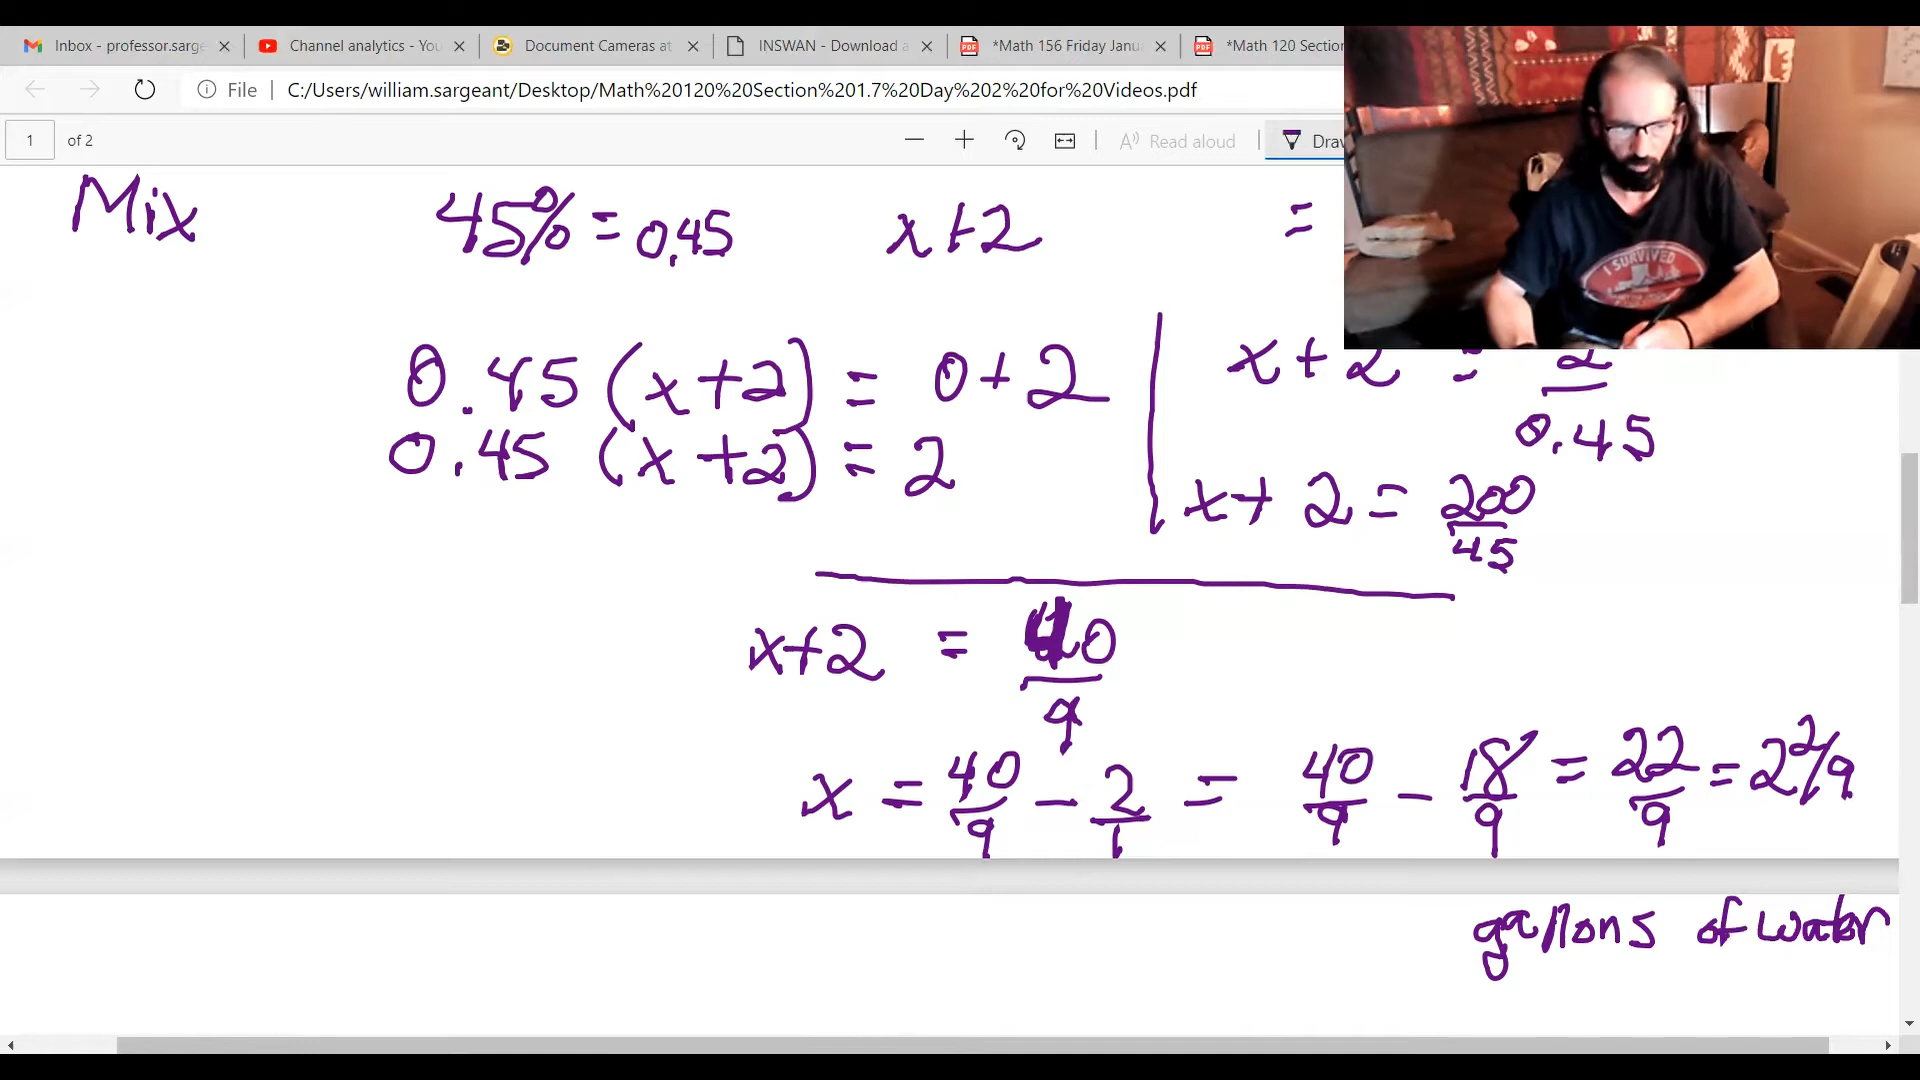 Inbox - professor.sarge
Channel analytics - You
Document Cameras at
INSWAN - Download a
*Math 156 Friday Janu
*Math 120 Section
File
C:/Users/william.sargeant/Desktop/Math%20120%20Section%201.7%20Day%202%20for%20Videos.pdf
1 of 2
Read aloud
Draw
I SURVIVED
Mix 45% = 0.45 x+2 =
0.45 (x+2) = 0+2
0.45 (x+2) = 2
x+2 = 2/0.45
x+2 = 200/45
x+2 = 40/9
x = 40/9 - 2/1 = 40/9 - 18/9 = 22/9 = 2 2/9
gallons of water